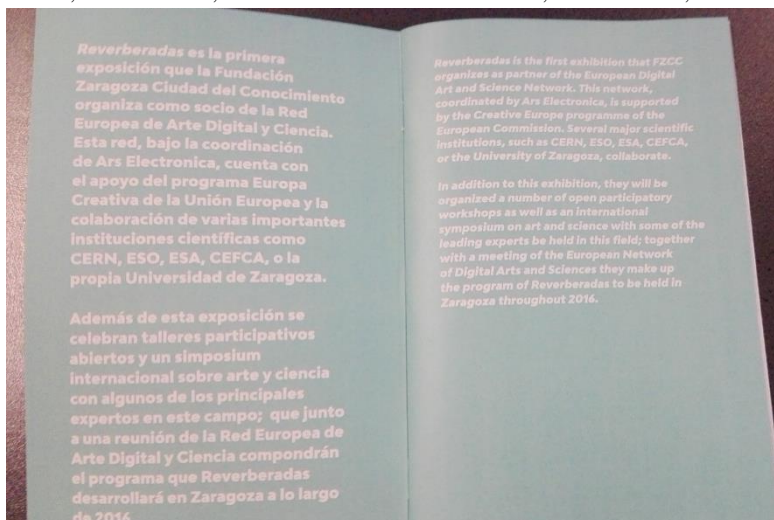 Reverberadas es la primera
exposición que la Fundación
Zaragoza Ciudad del Conocimiento
organiza como socio de la Red
Europea de Arte Digital y Ciencia.
Esta red, bajo la coordinación
de Ars Electronica, cuenta con
el apoyo del programa Europa
Creativa de la Unión Europea y la
colaboración de varias importantes
instituciones científicas como
CERN, ESO, ESA, CEFCA, o la
propia Universidad de Zaragoza.
Además de esta exposición se
celebran talleres participativos
abiertos y un simposium
internacional sobre arte y ciencia
con algunos de los principales
expertos en este campo; que junto
a una reunión de la Red Europea de
Arte Digital y Ciencia compondrán
el programa que Reverberadas
desarrollará en Zaragoza a lo largo
de 2016
Reverberadas is the first exhibition that FZCC
organizes as partner of the European Digital
Art and Science Network. This network,
coordinated by Ars Electronica, is supported
by the Creative Europe programme of the
European Commission. Several major scientific
institutions, such as CERN, ESO, ESA, CEFCA,
or the University of Zaragoza, collaborate.
In addition to this exhibition, they will be
organized a number of open participatory
workshops as well as an international
symposium on art and science with some of the
leading experts be held in this field; together
with a meeting of the European Network
of Digital Arts and Sciences they make up
the program of Reverberadas to be held in
Zaragoza throughout 2016.